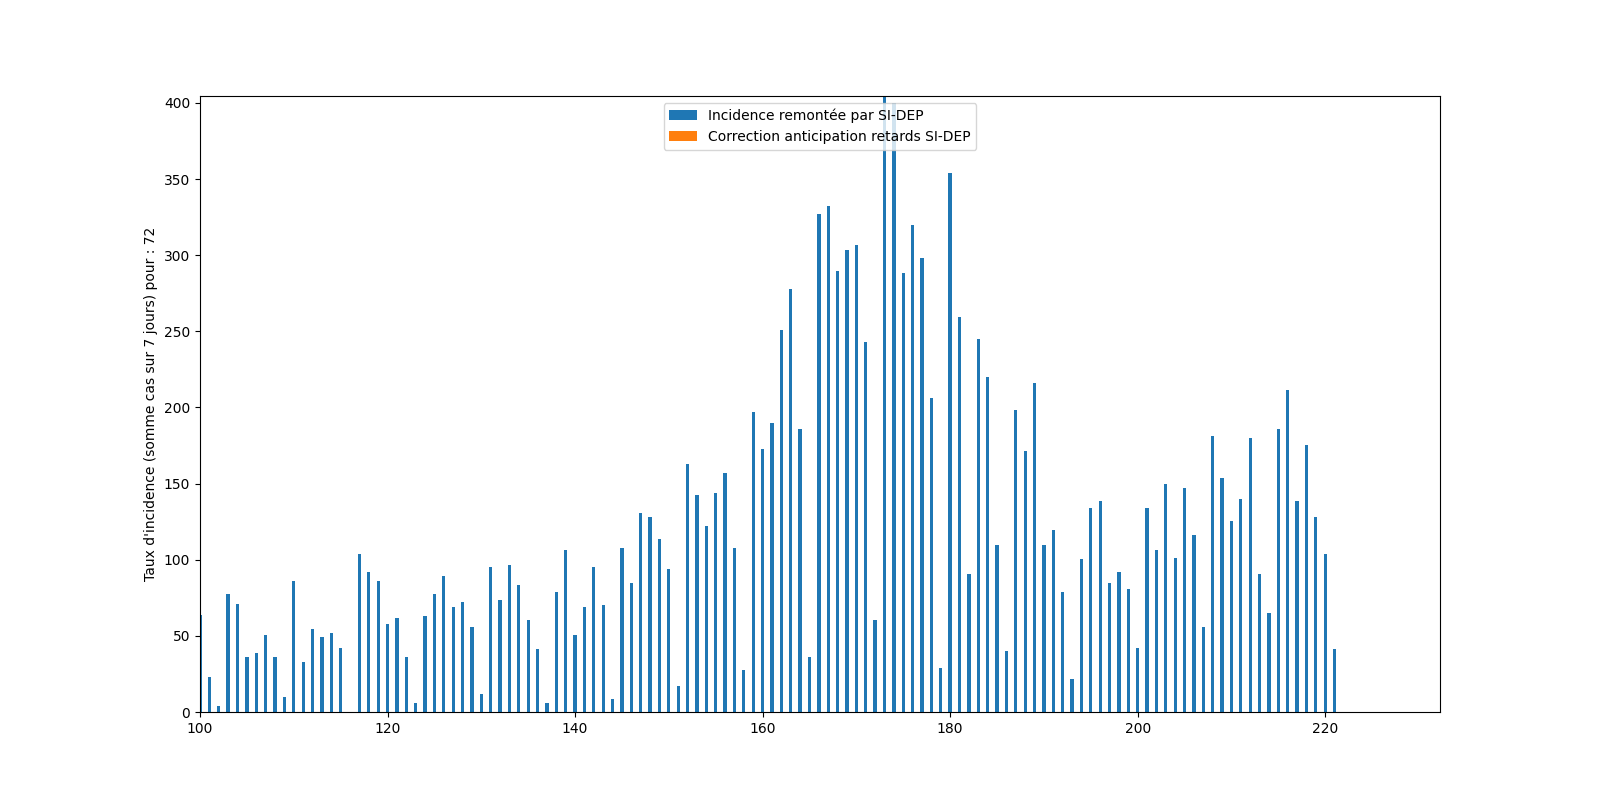 Incidence remontée par SI-DEP
Correction anticipation retards SI-DEP
Taux d'incidence (somme cas sur 7 jours) pour : 72
400
350
300
250
200
150
100
50
0
100 120 140 160 180 200 220